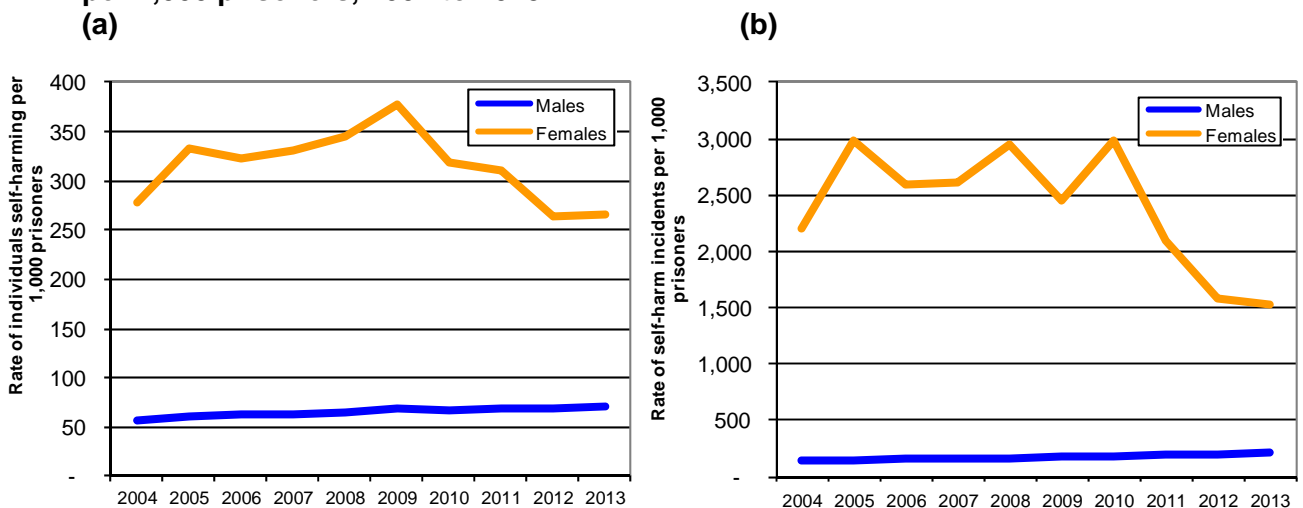 (a)
(b)
Rate of individuals self-harming per
1,000 prisoners
400
350
300
250
200
150
100
50
-
Males
Females
2004 2005 2006 2007 2008 2009 2010 2011 2012 2013
Rate of self-harm incidents per 1,000
prisoners
3,500
3,000
2,500
2,000
1,500
1,000
500
-
Males
Females
2004 2005 2006 2007 2008 2009 2010 2011 2012 2013